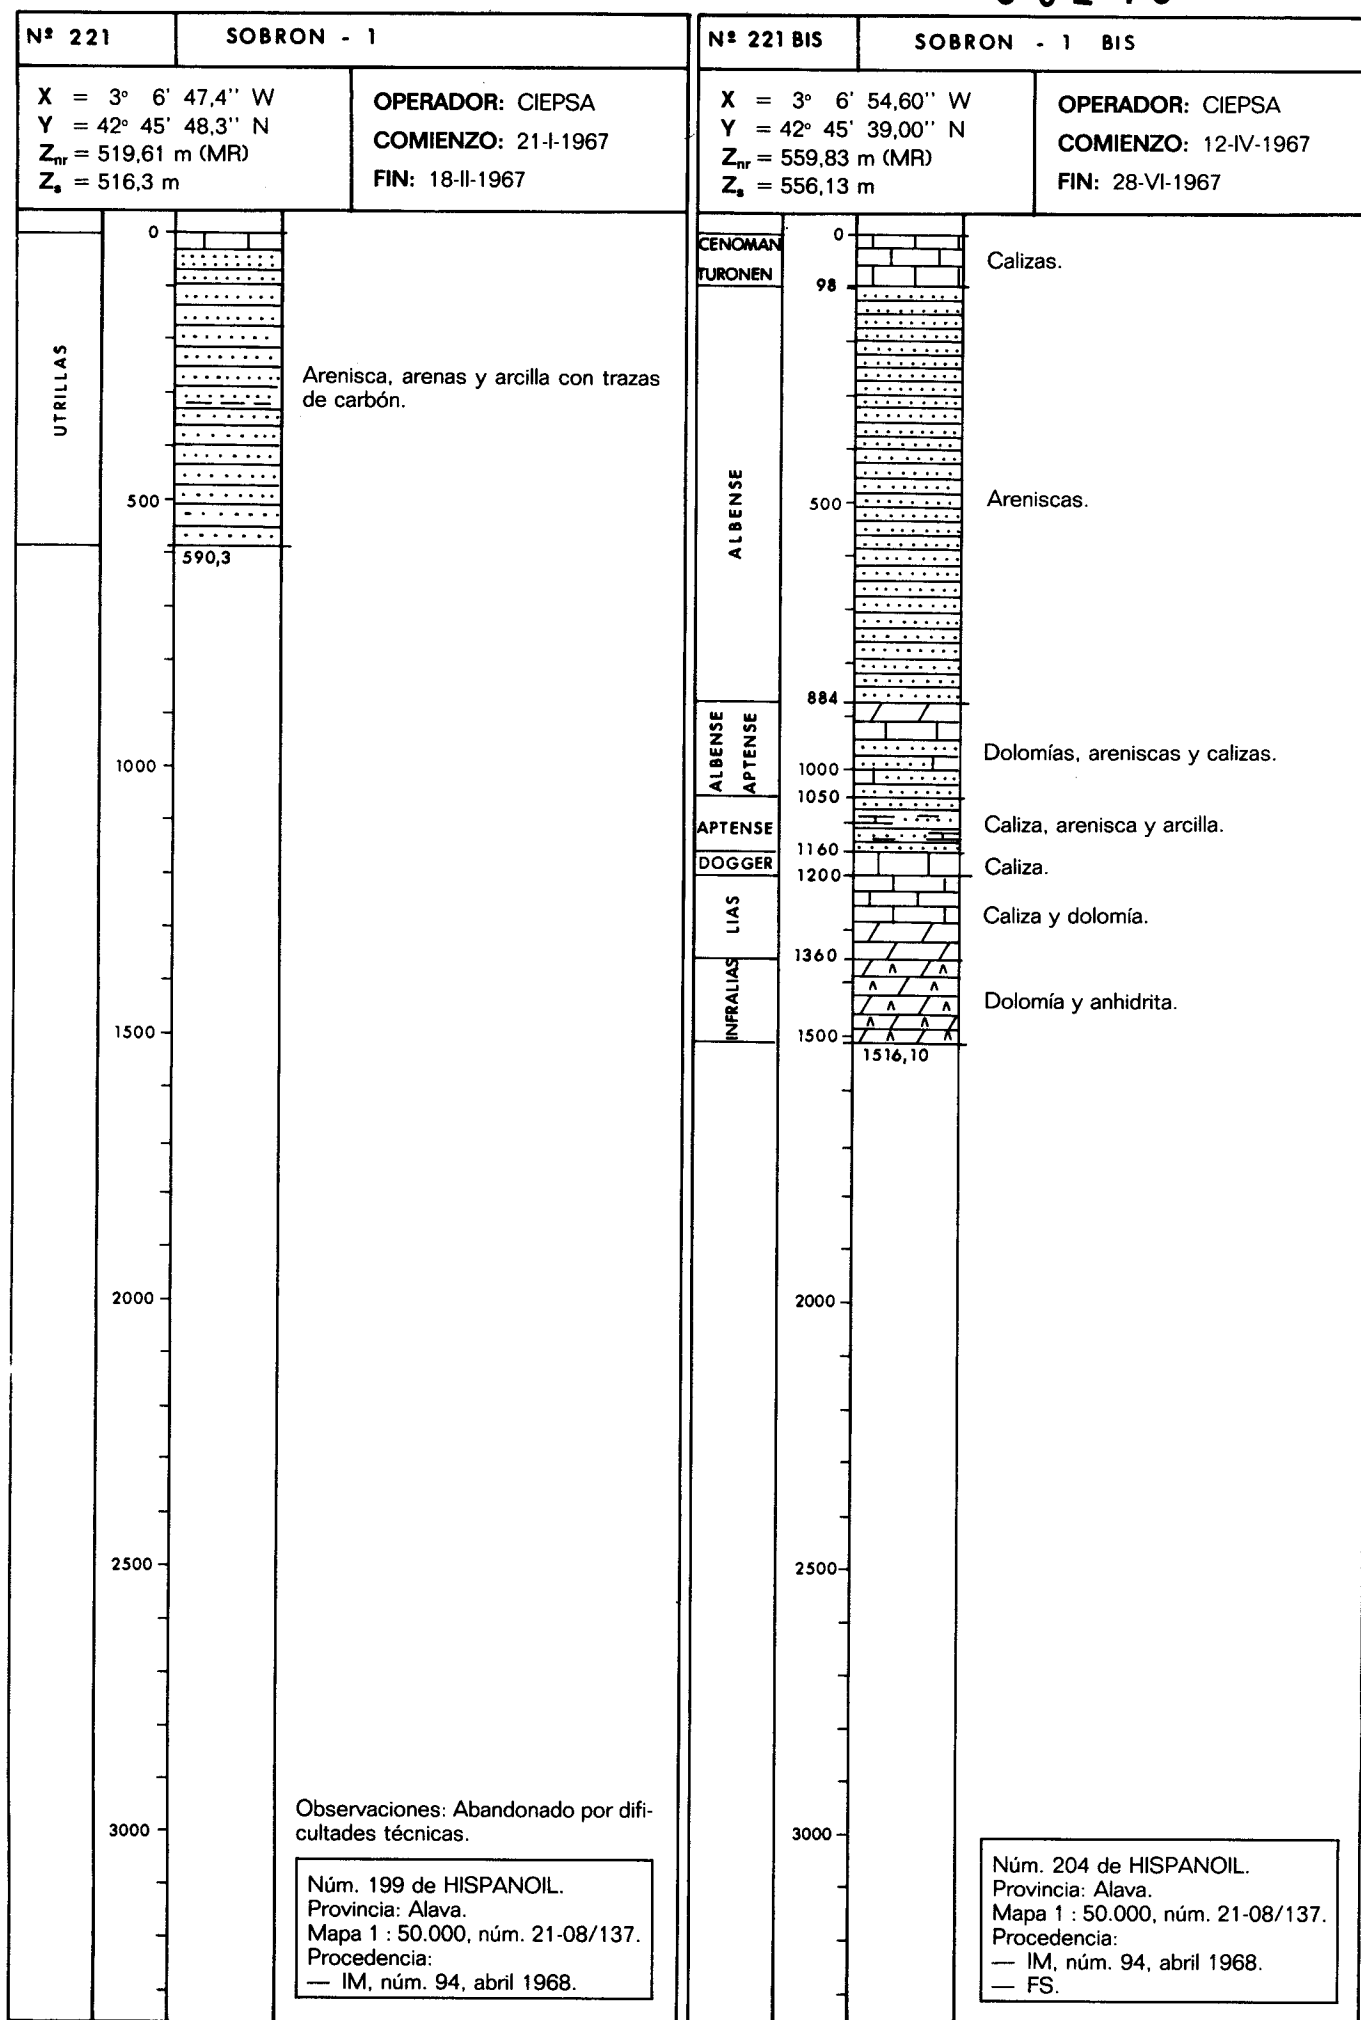 Nº 221
SOBRON - 1
X = 3° 6' 47,4'' W
Y = 42° 45' 48,3'' N
Znr = 519,61 m (MR)
Zs = 516,3 m
OPERADOR: CIEPSA
COMIENZO: 21-I-1967
FIN: 18-II-1967
UTRILLAS
0
500
590,3
1000
1500
2000
2500
3000
Arenisca, arenas y arcilla con trazas
de carbón.
Observaciones: Abandonado por difi-
cultades técnicas.
Núm. 199 de HISPANOIL.
Provincia: Alava.
Mapa 1 : 50.000, núm. 21-08/137.
Procedencia:
— IM, núm. 94, abril 1968.
Nº 221 BIS
SOBRON - 1 BIS
X = 3° 6' 54,60'' W
Y = 42° 45' 39,00'' N
Znr = 559,83 m (MR)
Zs = 556,13 m
OPERADOR: CIEPSA
COMIENZO: 12-IV-1967
FIN: 28-VI-1967
CENOMAN
TURONEN
ALBENSE
ALBENSE
APTENSE
APTENSE
DOGGER
LIAS
INFRALIAS
0
98
500
884
1000
1050
1160
1200
1360
1500
1516,10
2000
2500
3000
Calizas.
Areniscas.
Dolomías, areniscas y calizas.
Caliza, arenisca y arcilla.
Caliza.
Caliza y dolomía.
Dolomía y anhidrita.
Núm. 204 de HISPANOIL.
Provincia: Alava.
Mapa 1 : 50.000, núm. 21-08/137.
Procedencia:
— IM, núm. 94, abril 1968.
— FS.